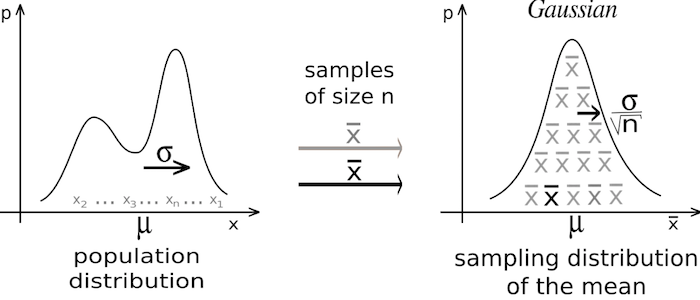 p
σ
x₂ ... x₃... xₙ... x₁
μ
x
population
distribution
samples
of size n
x̄
x̄
Gaussian
p
x̄
x̄ x̄
σ/√n
x̄ x̄ x̄
x̄ x̄ x̄ x̄
x̄ x̄ x̄ x̄ x̄
μ
x̄
sampling distribution
of the mean